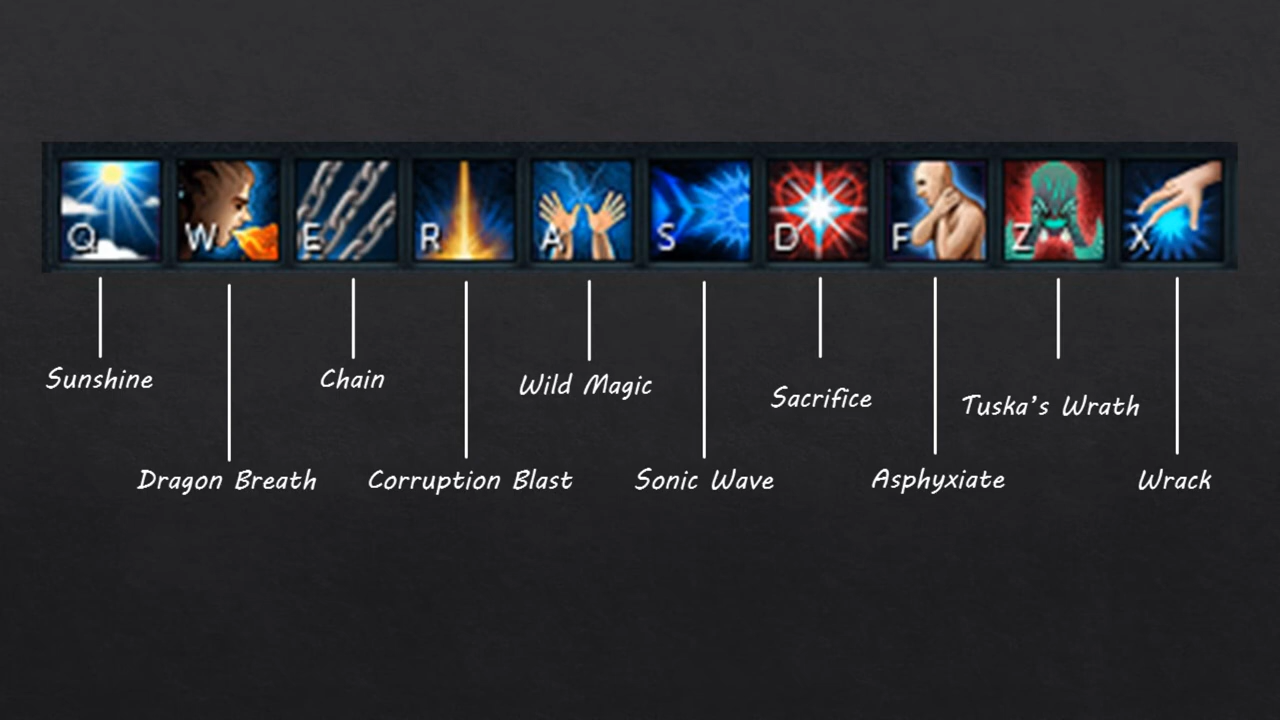 Q W E R A S D F Z X
Sunshine
Chain
Wild Magic
Sacrifice
Tuska's Wrath
Dragon Breath
Corruption Blast
Sonic Wave
Asphyxiate
Wrack